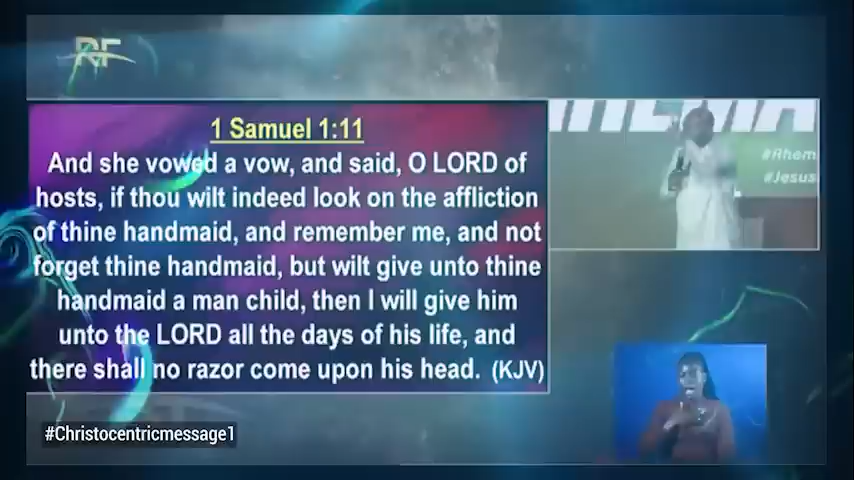 RF
1 Samuel 1:11
And she vowed a vow, and said, O LORD of
hosts, if thou wilt indeed look on the affliction
of thine handmaid, and remember me, and not
forget thine handmaid, but wilt give unto thine
handmaid a man child, then I will give him
unto the LORD all the days of his life, and
there shall no razor come upon his head. (KJV)
#Rhem
#Jesus
#Christocentricmessage1